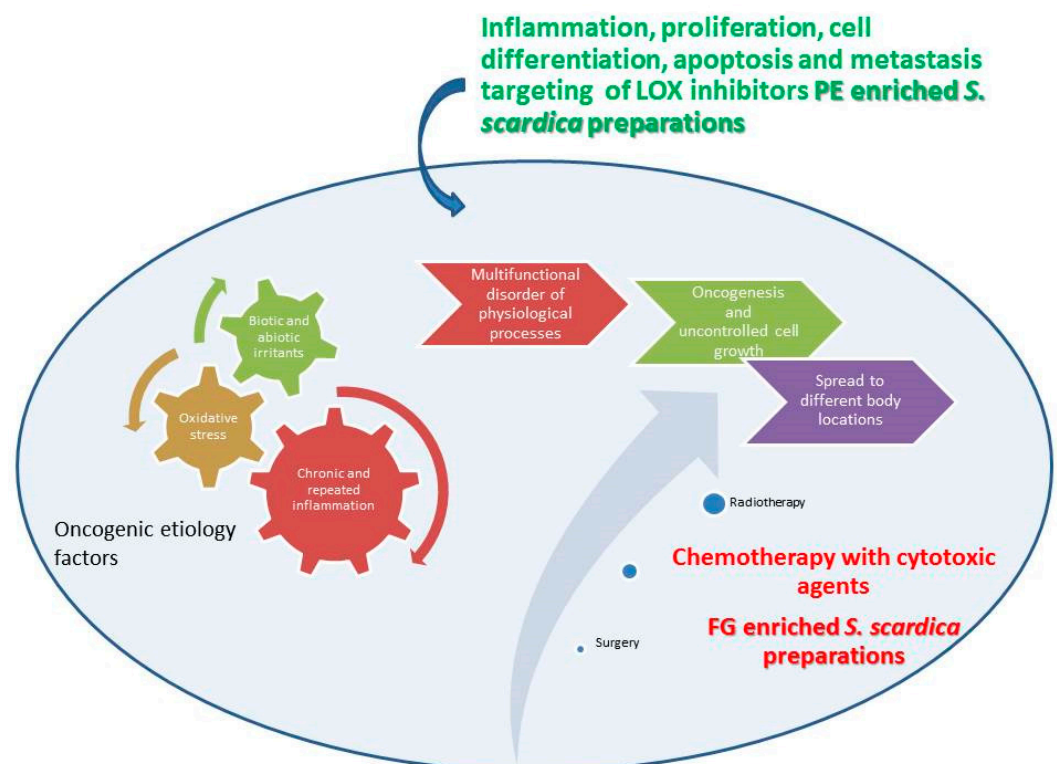 Inflammation, proliferation, cell
differentiation, apoptosis and metastasis
targeting of LOX inhibitors PE enriched S.
scardica preparations
Multifunctional
disorder of
physiological
processes
Oncogenesis
and
uncontrolled cell
growth
Spread to
different body
locations
Biotic and
abiotic
irritants
Oxidative
stress
Chronic and
repeated
inflammation
Oncogenic etiology
factors
Radiotherapy
Chemotherapy with cytotoxic
agents
Surgery
FG enriched S. scardica
preparations